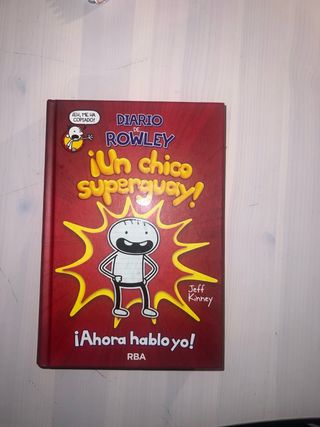 ¡EH, ME HA
COPIADO!
DIARIO
DE
ROWLEY
¡Un chico
superguay!
Jeff
Kinney
¡Ahora hablo yo!
RBA